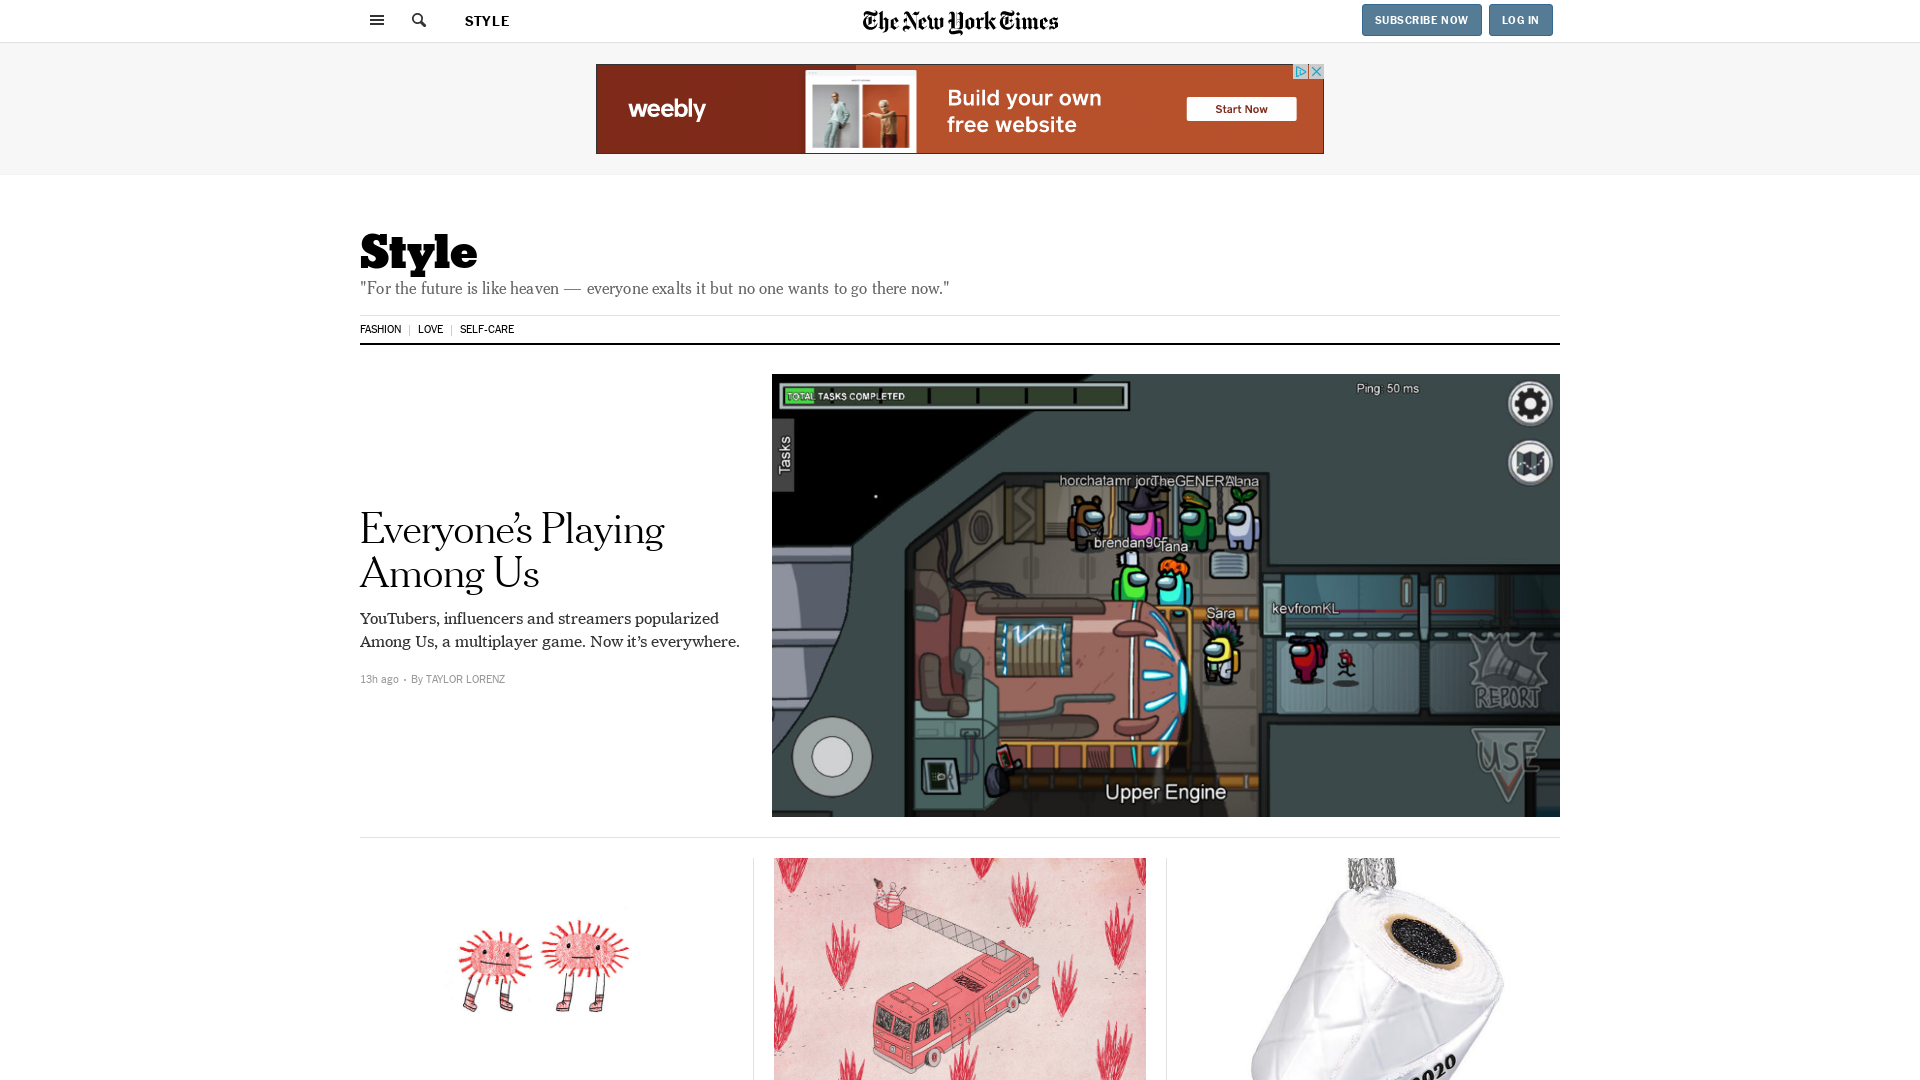 STYLE
The New York Times
SUBSCRIBE NOW
LOG IN
weebly
Build your own
free website
Start Now
Style
"For the future is like heaven — everyone exalts it but no one wants to go there now."
FASHION
LOVE
SELF-CARE
Everyone’s Playing
Among Us
YouTubers, influencers and streamers popularized
Among Us, a multiplayer game. Now it’s everywhere.
13h ago · By TAYLOR LORENZ
TOTAL TASKS COMPLETED
Ping: 50 ms
Tasks
horchatamr jord TheGENERAL
brendan90
Tana
Sara
kevfromKL
REPORT
USE
Upper Engine
2020